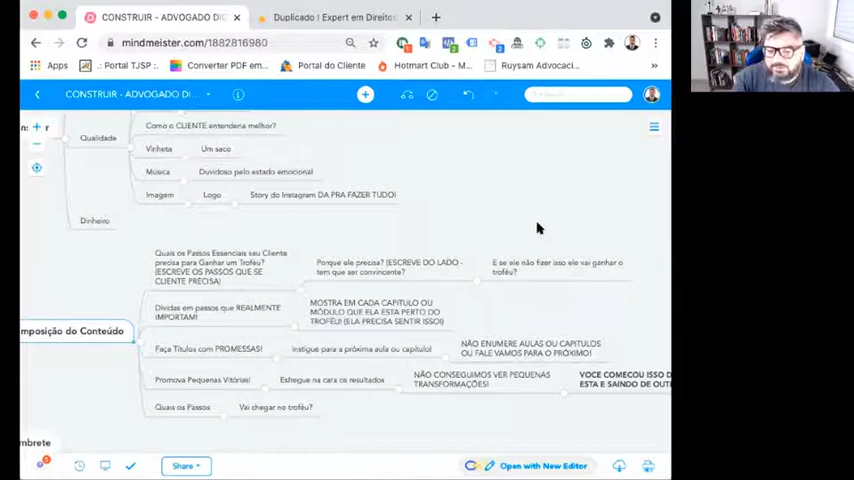 CONSTRUIR - ADVOGADO DIG
Duplicado | Expert em Direitos
mindmeister.com/1882816980
Apps
.: Portal TJSP .:
Converter PDF em...
Portal do Cliente
Hotmart Club - M...
Ruysam Advocaci...
CONSTRUIR - ADVOGADO DI...
Como o CLIENTE entenderia melhor?
Qualidade
Vinheta
Um saco
Música
Duvidoso pelo estado emocional
Imagem
Logo
Story do Instagram DA PRA FAZER TUDO!
Dinheiro
Quais os Passos Essenciais seu Cliente
precisa para Ganhar um Troféu?
(ESCREVE OS PASSOS QUE SE
CLIENTE PRECISA)
Porque ele precisa? (ESCREVE DO LADO -
tem que ser convincente?
E se ele não fizer isso ele vai ganhar o
troféu?
Dividas em passos que REALMENTE
IMPORTAM!
MOSTRA EM CADA CAPITULO OU
MÓDULO QUE ELA ESTA PERTO DO
TROFÉU! (ELA PRECISA SENTIR ISSO!)
mposição do Conteúdo
Faça Títulos com PROMESSAS!
Instigue para a próxima aula ou capitulo!
NÃO ENUMERE AULAS OU CAPITULOS
OU FALE VAMOS PARA O PRÓXIMO!
Promova Pequenas Vitórias!
Esfregue na cara os resultados
NÃO CONSEGUIMOS VER PEQUENAS
TRANSFORMAÇÕES!
VOCE COMEÇOU ISSO D
ESTA E SAINDO DE OUT
Quais os Passos
Vai chegar no troféu?
mbrete
Share
Open with New Editor